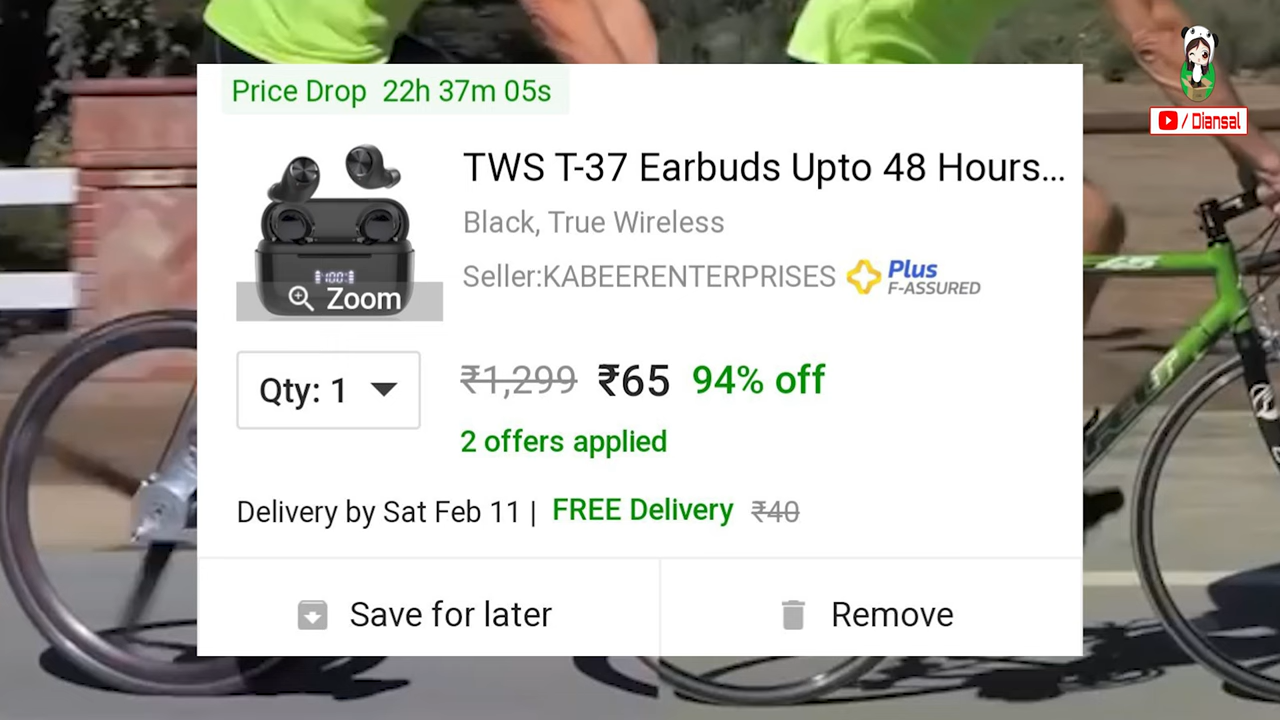 Price Drop 22h 37m 05s
/ Diansal
TWS T-37 Earbuds Upto 48 Hours...
Black, True Wireless
Seller:KABEERENTERPRISES Plus F-ASSURED
100
Zoom
Qty: 1
₹1,299 ₹65 94% off
2 offers applied
Delivery by Sat Feb 11 | FREE Delivery ₹40
Save for later
Remove